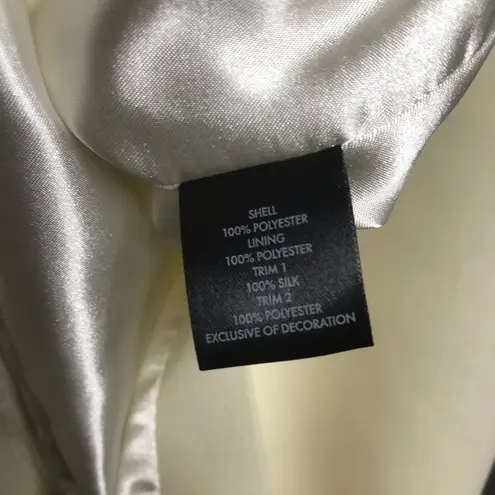 SHELL
100% POLYESTER
LINING
100% POLYESTER
TRIM 1
100% SILK
TRIM 2
100% POLYESTER
EXCLUSIVE OF DECORATION